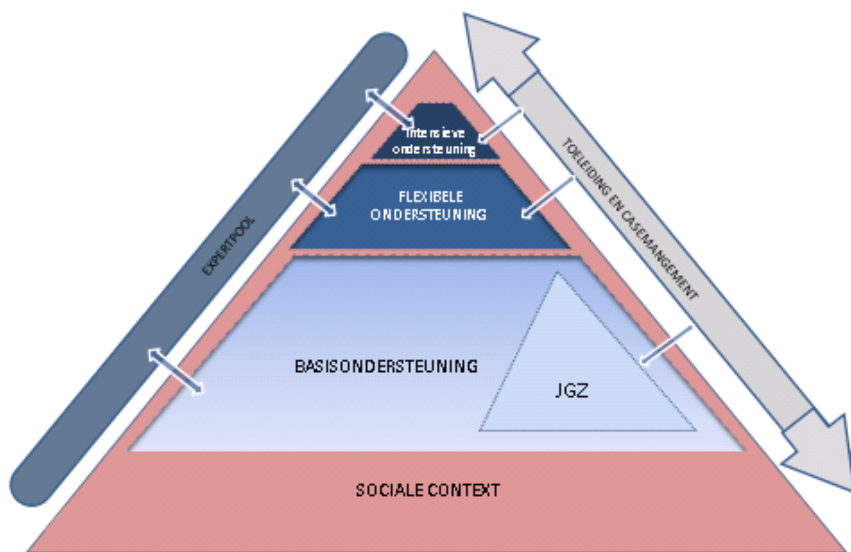 Intensieve
ondersteuning
FLEXIBELE
ONDERSTEUNING
EXPERTPOOL
TOELEIDING EN CASEMANGEMENT
BASISONDERSTEUNING
JGZ
SOCIALE CONTEXT